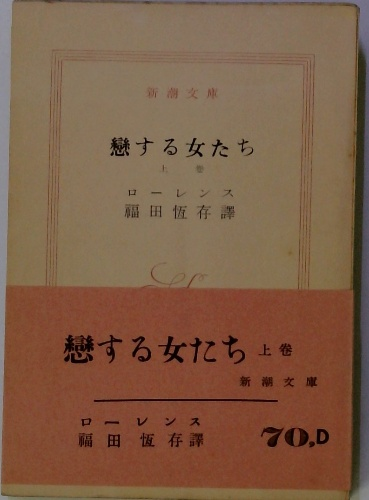 新潮文庫
戀する女たち
上卷
ローレンス
福田恆存譯
戀する女たち 上卷
新潮文庫
ローレンス
福田恆存譯
70.D